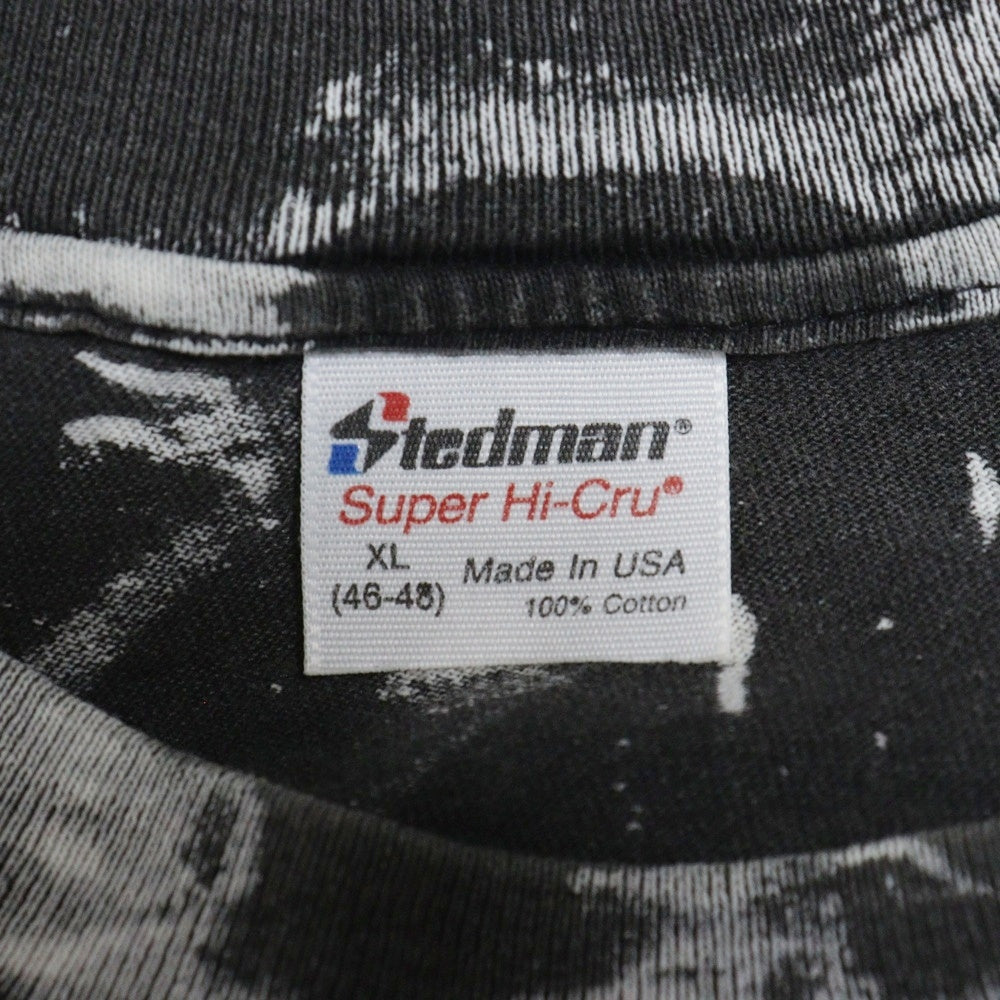 Stedman®
Super Hi-Cru®
XL
(46-48)
Made In USA
100% Cotton